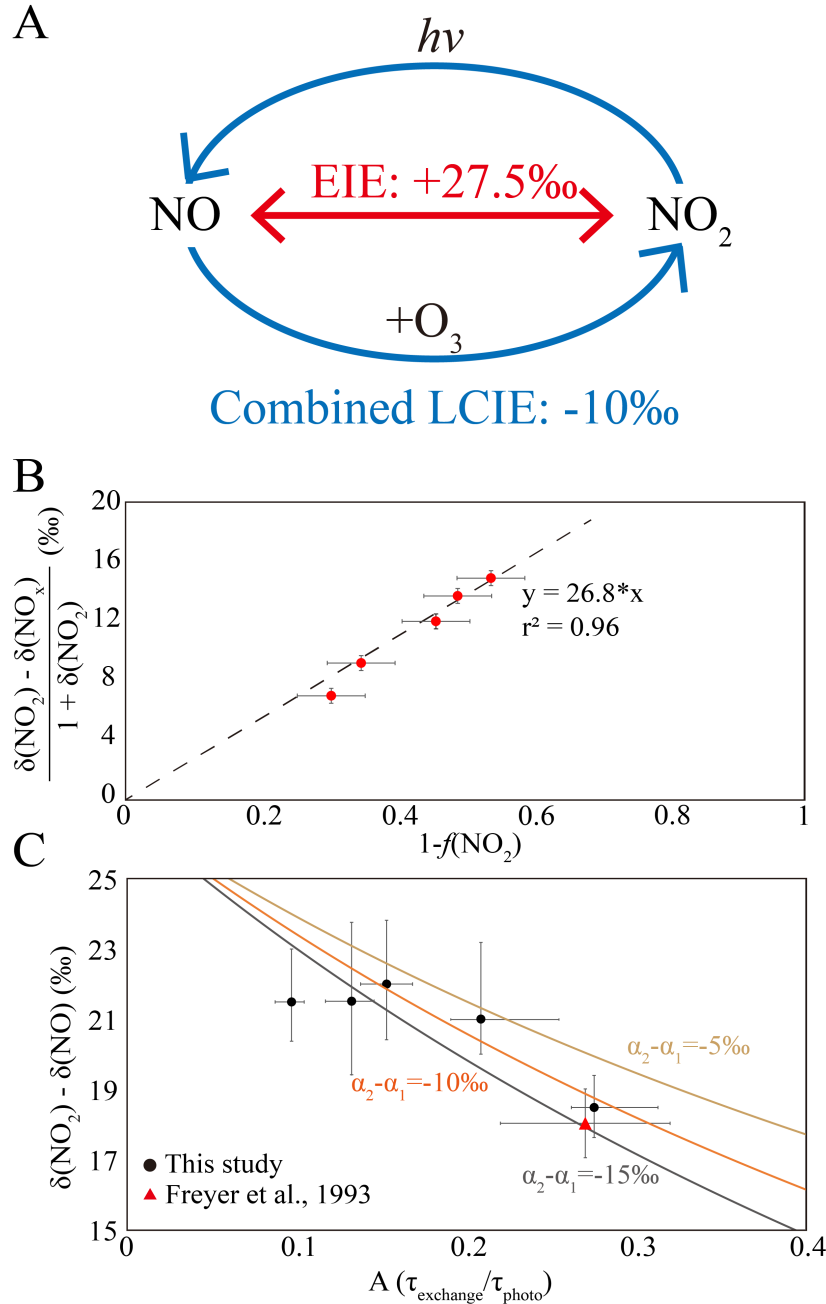 A
hν
EIE: +27.5‰
NO
NO₂
+O₃
Combined LCIE: -10‰
B
δ(NO₂) - δ(NOₓ)
1 + δ(NO₂)
(‰)
20
16
12
8
4
0
y = 26.8*x
r² = 0.96
0
0.2
0.4
0.6
0.8
1
1-f(NO₂)
C
δ(NO₂) - δ(NO) (‰)
25
23
21
19
17
15
α₂-α₁=-5‰
α₂-α₁=-10‰
α₂-α₁=-15‰
This study
Freyer et al., 1993
0
0.1
0.2
0.3
0.4
A (τexchange/τphoto)